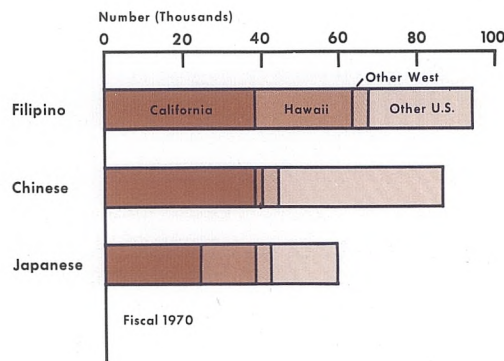 Number (Thousands)
0 20 40 60 80 100
Other West
Filipino California Hawaii Other U.S.
Chinese
Japanese
Fiscal 1970